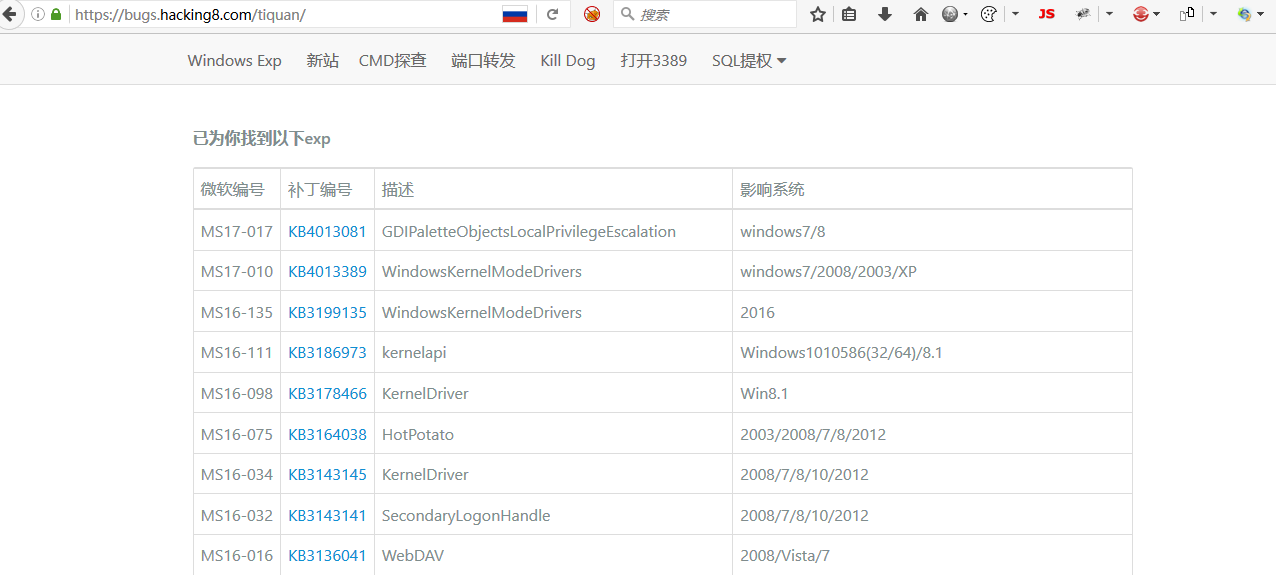 https://bugs.hacking8.com/tiquan/
搜索
JS
Windows Exp 新站 CMD探查 端口转发 Kill Dog 打开3389 SQL提权
已为你找到以下exp
微软编号 补丁编号 描述 影响系统
MS17-017 KB4013081 GDIPaletteObjectsLocalPrivilegeEscalation windows7/8
MS17-010 KB4013389 WindowsKernelModeDrivers windows7/2008/2003/XP
MS16-135 KB3199135 WindowsKernelModeDrivers 2016
MS16-111 KB3186973 kernelapi Windows1010586(32/64)/8.1
MS16-098 KB3178466 KernelDriver Win8.1
MS16-075 KB3164038 HotPotato 2003/2008/7/8/2012
MS16-034 KB3143145 KernelDriver 2008/7/8/10/2012
MS16-032 KB3143141 SecondaryLogonHandle 2008/7/8/10/2012
MS16-016 KB3136041 WebDAV 2008/Vista/7